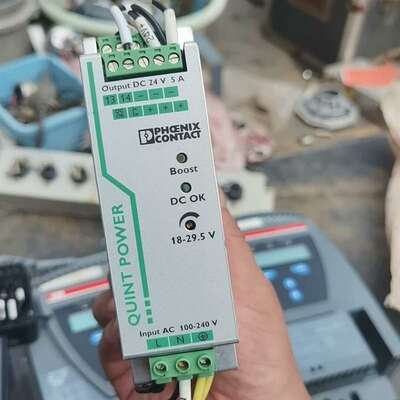 Output DC 24 V 5 A
13 14 − − −
+ + +
PHŒNIX
CONTACT
Boost
DC OK
18-29.5 V
QUINT POWER
Input AC 100-240 V
L N